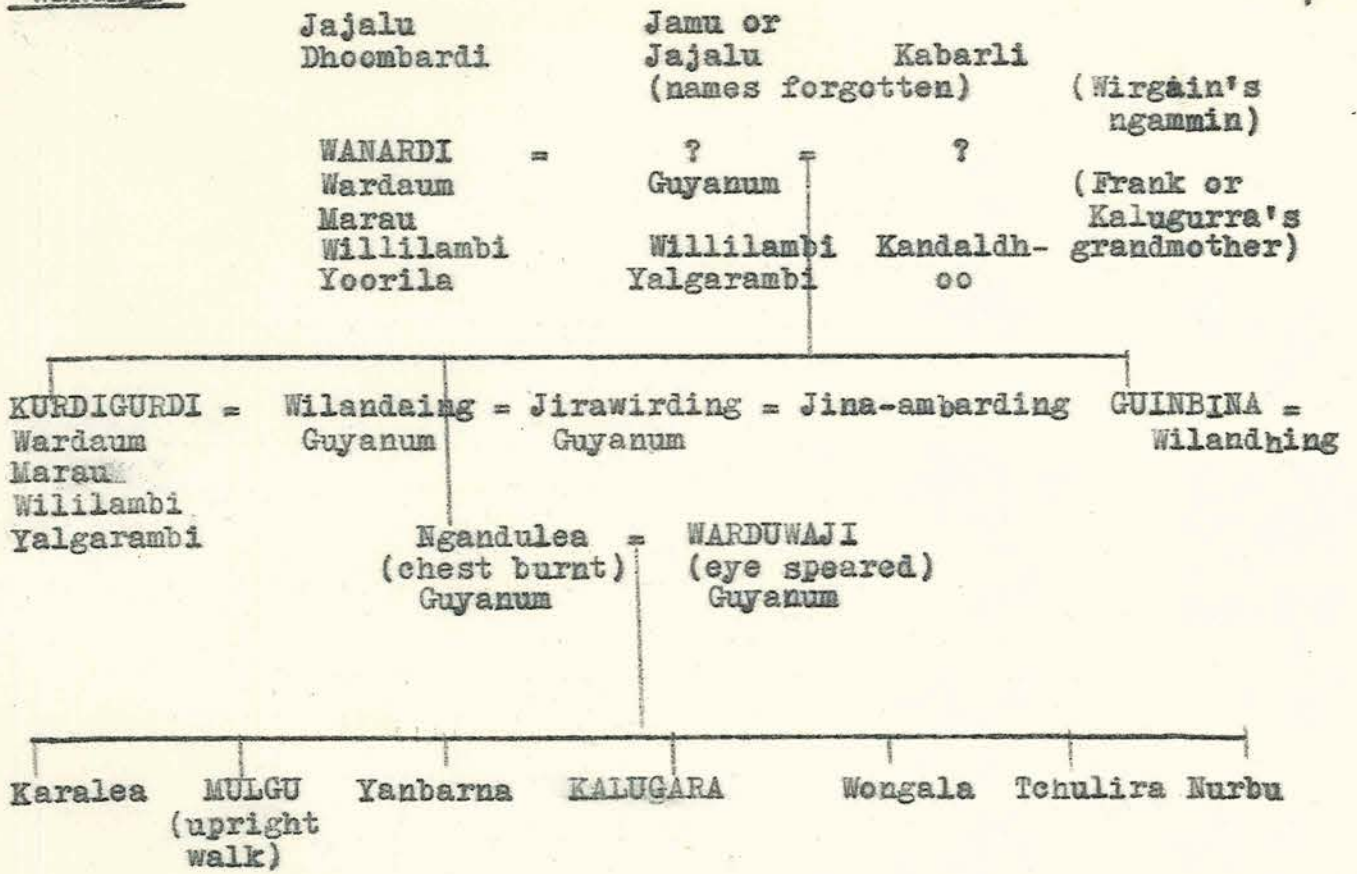 Jajalu Jamu or
Dhoombardi Jajalu Kabarli
(names forgotten) (Wirgain's
ngammin)
WANARDI = ? = ?
Wardaum Guyanum (Frank or
Marau Kalugurra's
Willilambi Willilambi Kandaldh- grandmother)
Yoorila Yalgarambi oo
KURDIGURDI = Wilandaing = Jirawirding = Jina-ambarding GUINBINA =
Wardaum Guyanum Guyanum Wilandhing
Marau
Wililambi
Yalgarambi Ngandulea = WARDUWAJI
(chest burnt) (eye speared)
Guyanum Guyanum
Karalea MULGU Yanbarna KALUGARA Wongala Tchulira Nurbu
(upright
walk)